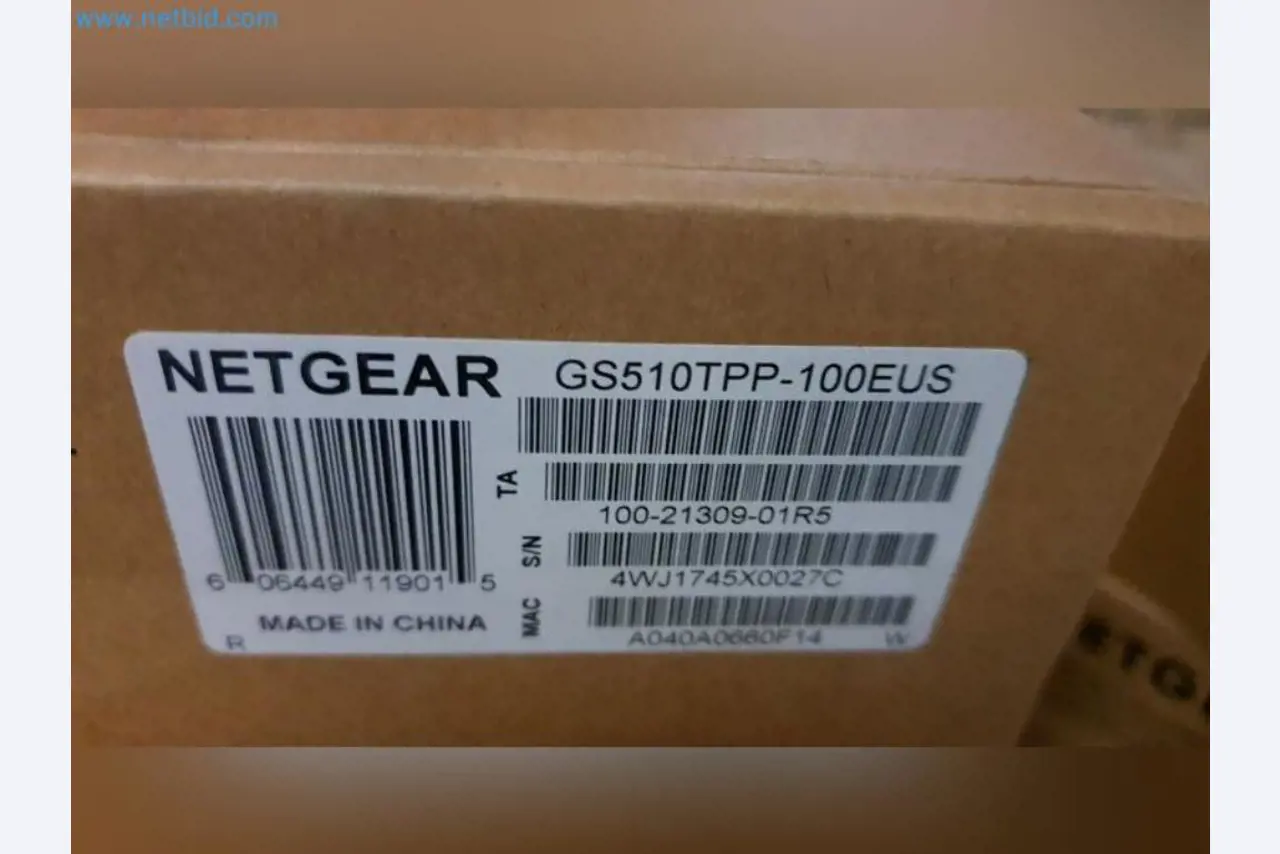 www.netbid.com
NETGEAR
GS510TPP-100EUS
TA
100-21309-01R5
S/N
4WJ1745X0027C
6 06449 11901 5
MADE IN CHINA
MAC
A040A0660F14
R
W